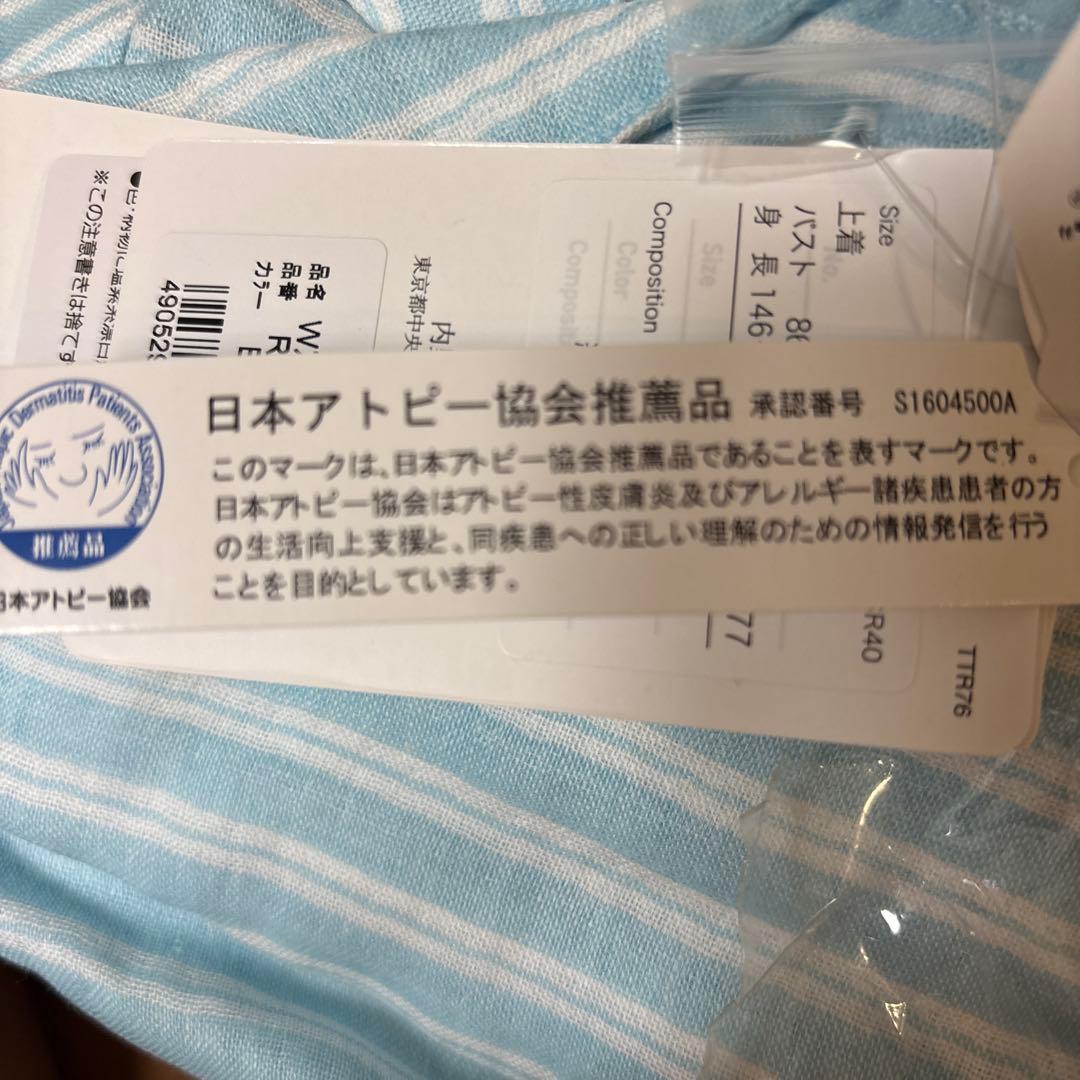 日本アトピー協会推薦品 承認番号 S1604500A
このマークは、日本アトピー協会推薦品であることを表すマークです。
日本アトピー協会はアトピー性皮膚炎及びアレルギー諸疾患患者の方
の生活向上支援と、同疾患への正しい理解のための情報発信を行う
ことを目的としています。
Dermatitis Patients Association
推薦品
日本アトピー協会
Size
上着
バスト 86
身長 146
77
Composition
No.
Size
Color
R40
TTR76
東京都中央
内
品名 W
品番 R
カラー
490529
※この注意書きは捨てず